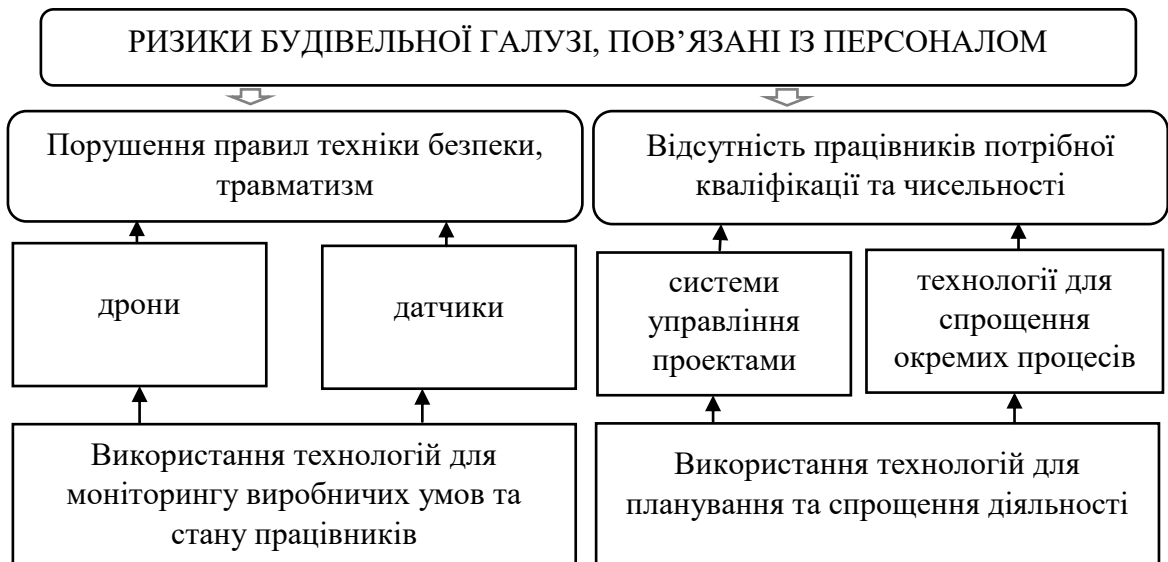 РИЗИКИ БУДІВЕЛЬНОЇ ГАЛУЗІ, ПОВ’ЯЗАНІ ІЗ ПЕРСОНАЛОМ
Порушення правил техніки безпеки,
травматизм
Відсутність працівників потрібної
кваліфікації та чисельності
дрони
датчики
системи
управління
проектами
технології для
спрощення
окремих процесів
Використання технологій для
моніторингу виробничих умов та
стану працівників
Використання технологій для
планування та спрощення діяльності